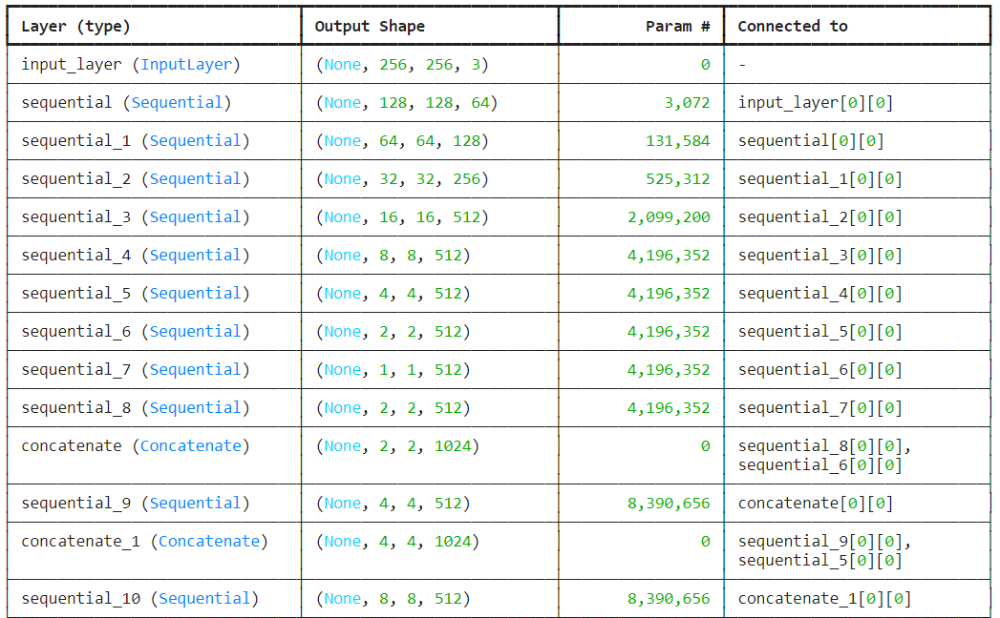 Layer (type) Output Shape Param # Connected to
input_layer (InputLayer) (None, 256, 256, 3) 0 -
sequential (Sequential) (None, 128, 128, 64) 3,072 input_layer[0][0]
sequential_1 (Sequential) (None, 64, 64, 128) 131,584 sequential[0][0]
sequential_2 (Sequential) (None, 32, 32, 256) 525,312 sequential_1[0][0]
sequential_3 (Sequential) (None, 16, 16, 512) 2,099,200 sequential_2[0][0]
sequential_4 (Sequential) (None, 8, 8, 512) 4,196,352 sequential_3[0][0]
sequential_5 (Sequential) (None, 4, 4, 512) 4,196,352 sequential_4[0][0]
sequential_6 (Sequential) (None, 2, 2, 512) 4,196,352 sequential_5[0][0]
sequential_7 (Sequential) (None, 1, 1, 512) 4,196,352 sequential_6[0][0]
sequential_8 (Sequential) (None, 2, 2, 512) 4,196,352 sequential_7[0][0]
concatenate (Concatenate) (None, 2, 2, 1024) 0 sequential_8[0][0],
sequential_6[0][0]
sequential_9 (Sequential) (None, 4, 4, 512) 8,390,656 concatenate[0][0]
concatenate_1 (Concatenate) (None, 4, 4, 1024) 0 sequential_9[0][0],
sequential_5[0][0]
sequential_10 (Sequential) (None, 8, 8, 512) 8,390,656 concatenate_1[0][0]